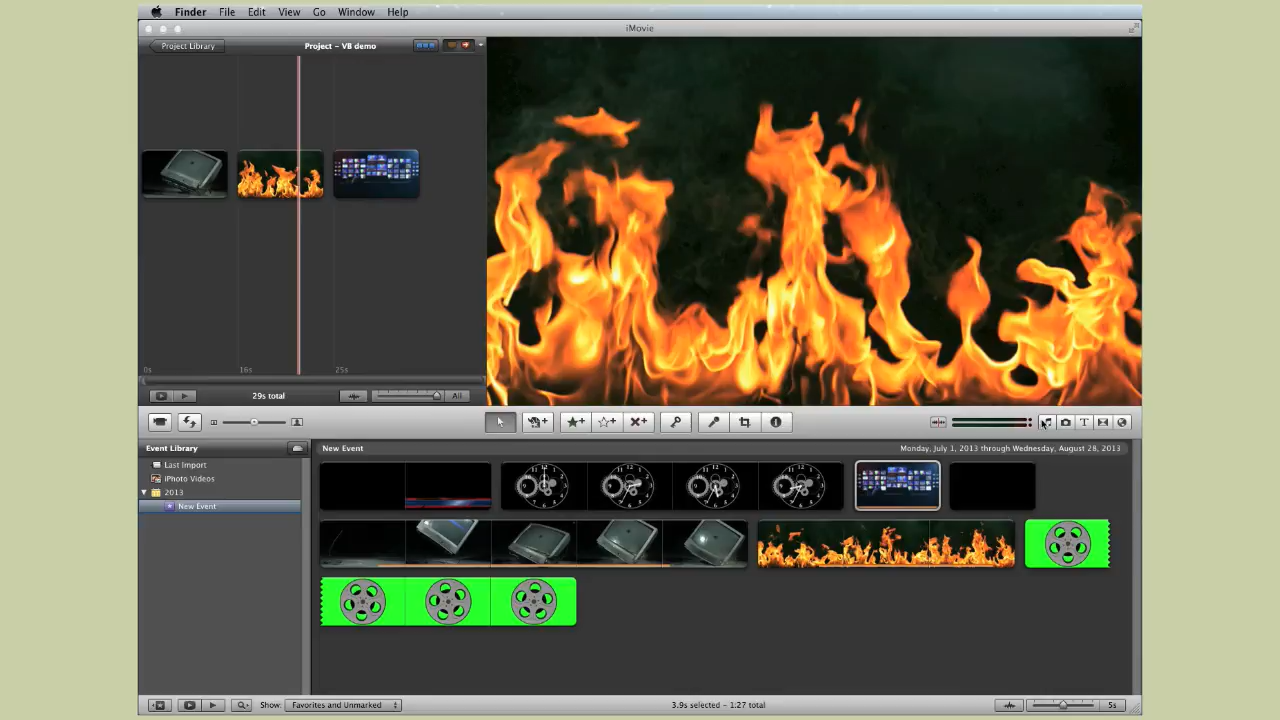 Finder File Edit View Go Window Help
iMovie
Project Library
Project - VB demo
0s 16s 25s
29s total
All
T
Event Library
New Event
Monday, July 1, 2013 through Wednesday, August 28, 2013
Last Import
iPhoto Videos
2013
New Event
Show: Favorites and Unmarked
3.9s selected - 1:27 total
5s